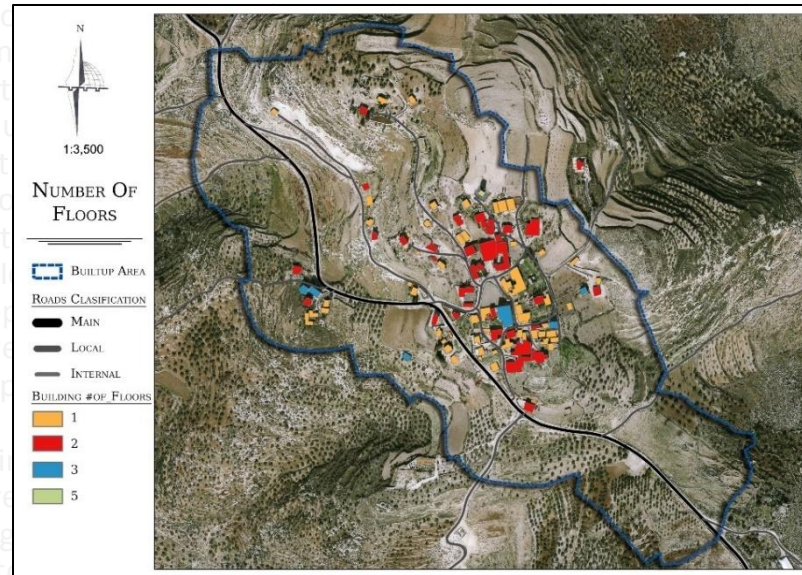 N
1:3,500
NUMBER OF
FLOORS
BUILTUP AREA
ROADS CLASIFICATION
MAIN
LOCAL
INTERNAL
BUILDING #OF_FLOORS
1
2
3
5